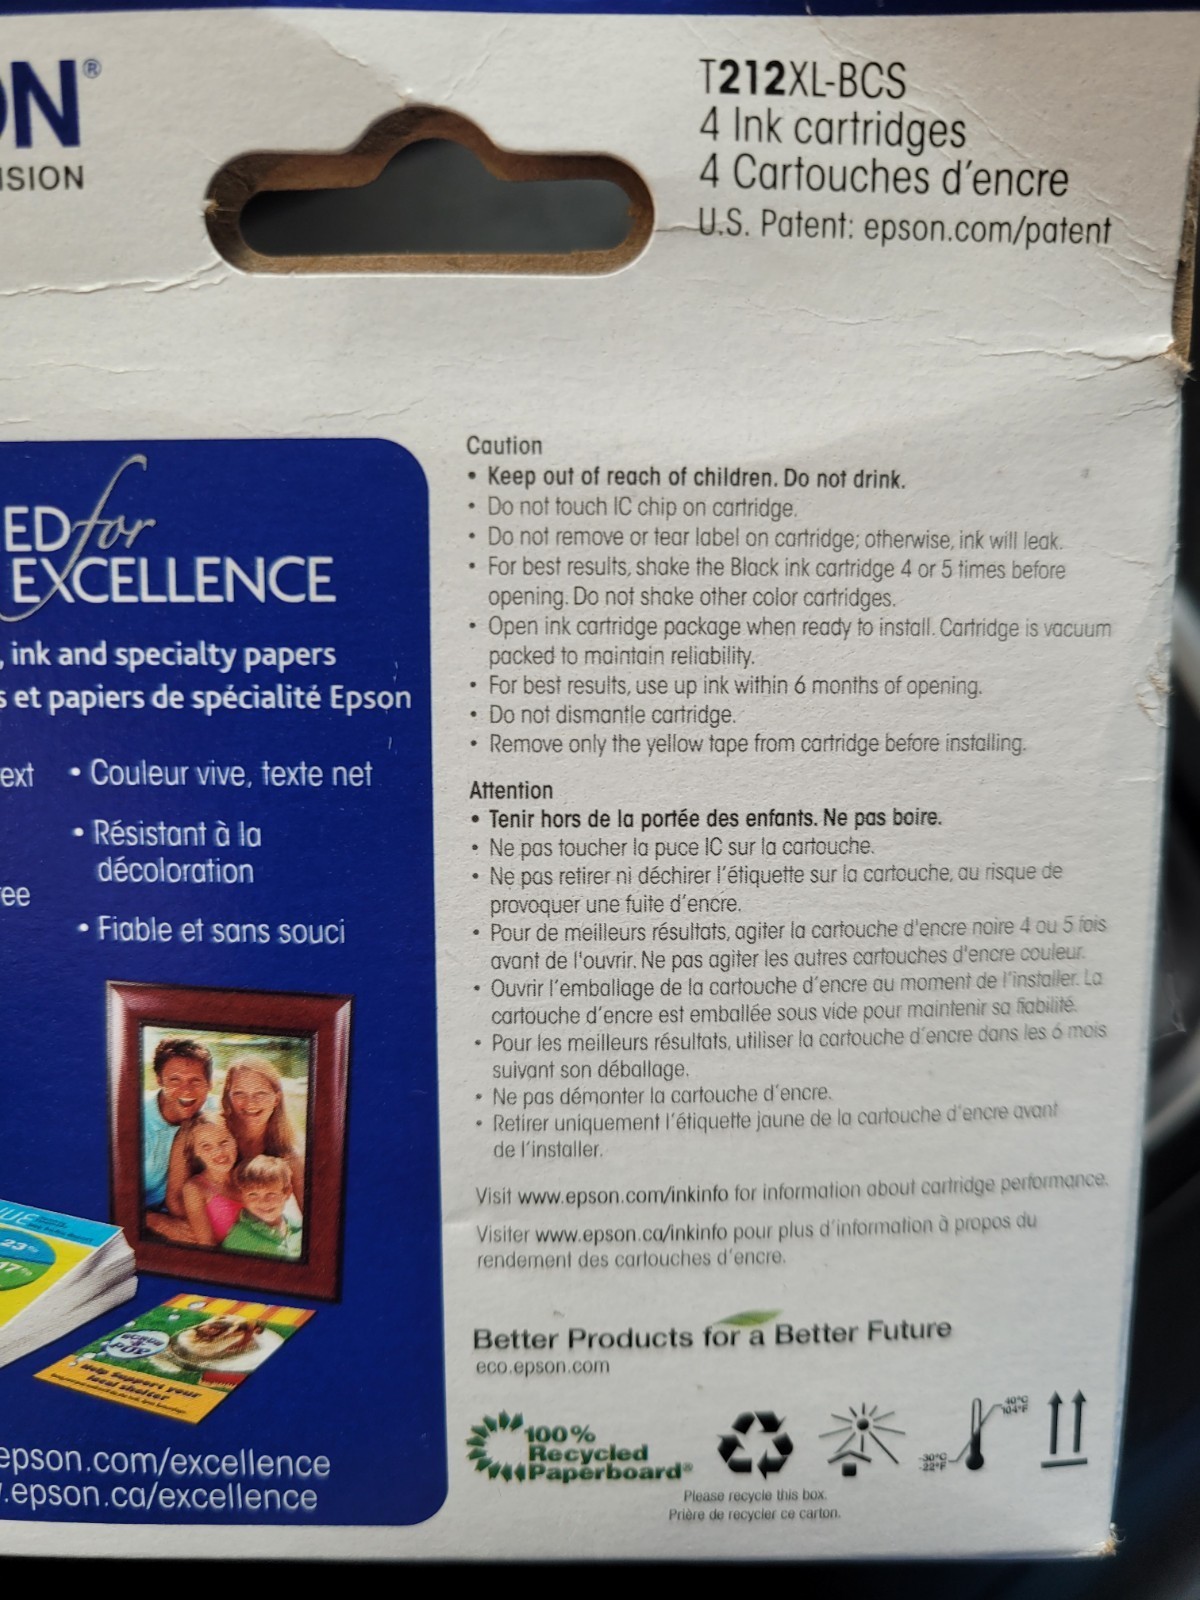 ON®
ISION
T212XL-BCS
4 Ink cartridges
4 Cartouches d'encre
U.S. Patent: epson.com/patent
ED for
EXCELLENCE
, ink and specialty papers
s et papiers de spécialité Epson
ext
• Couleur vive, texte net
• Résistant à la
décoloration
ree
• Fiable et sans souci
23%
17%
SCRUB
A
PUP
Help Support your
local shelter
epson.com/excellence
.epson.ca/excellence
Caution
• Keep out of reach of children. Do not drink.
• Do not touch IC chip on cartridge.
• Do not remove or tear label on cartridge; otherwise, ink will leak.
• For best results, shake the Black ink cartridge 4 or 5 times before
opening. Do not shake other color cartridges.
• Open ink cartridge package when ready to install. Cartridge is vacuum
packed to maintain reliability.
• For best results, use up ink within 6 months of opening.
• Do not dismantle cartridge.
• Remove only the yellow tape from cartridge before installing.
Attention
• Tenir hors de la portée des enfants. Ne pas boire.
• Ne pas toucher la puce IC sur la cartouche.
• Ne pas retirer ni déchirer l'étiquette sur la cartouche, au risque de
provoquer une fuite d'encre.
• Pour de meilleurs résultats, agiter la cartouche d'encre noire 4 ou 5 fois
avant de l'ouvrir. Ne pas agiter les autres cartouches d'encre couleur.
• Ouvrir l'emballage de la cartouche d'encre au moment de l'installer. La
cartouche d'encre est emballée sous vide pour maintenir sa fiabilité.
• Pour les meilleurs résultats, utiliser la cartouche d'encre dans les 6 mois
suivant son déballage.
• Ne pas démonter la cartouche d'encre.
• Retirer uniquement l'étiquette jaune de la cartouche d'encre avant
de l'installer.
Visit www.epson.com/inkinfo for information about cartridge performance.
Visiter www.epson.ca/inkinfo pour plus d'information à propos du
rendement des cartouches d'encre.
Better Products for a Better Future
eco.epson.com
100%
Recycled
Paperboard®
40°C
104°F
-30°C
-22°F
Please recycle this box.
Prière de recycler ce carton.